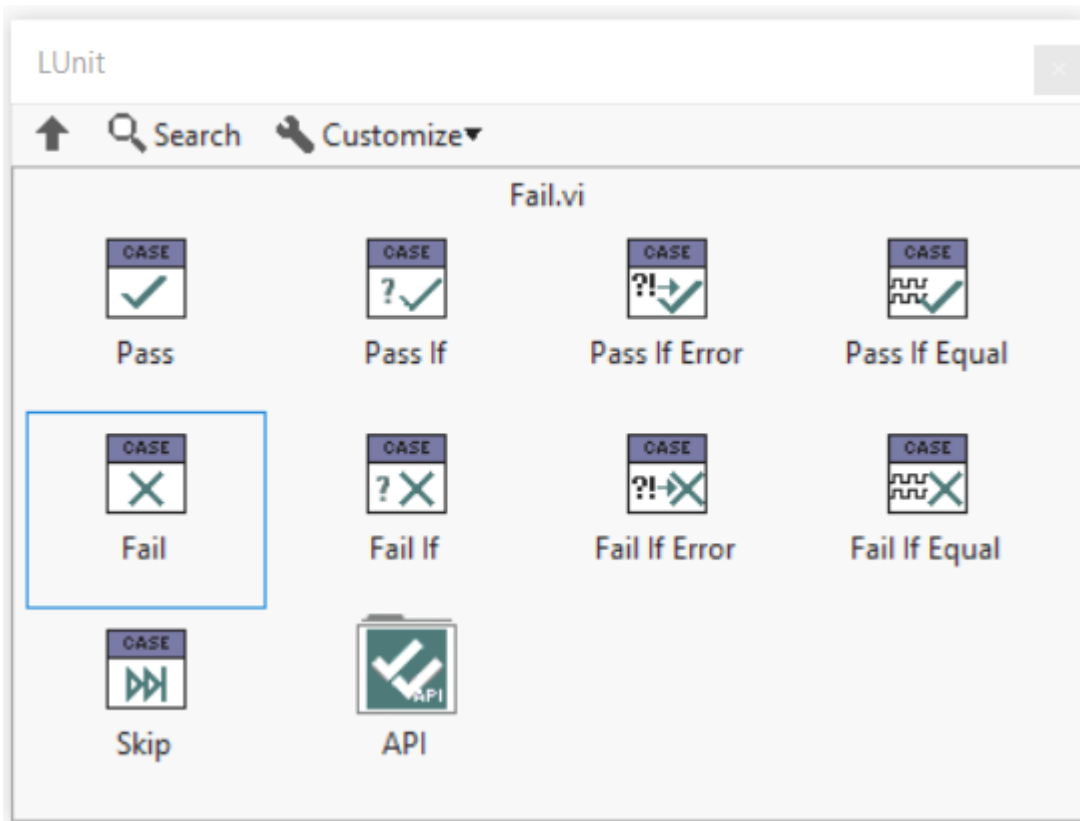 LUnit
Search Customize
Fail.vi
CASE CASE CASE CASE
? ?!
Pass Pass If Pass If Error Pass If Equal
CASE CASE CASE CASE
? ?!
Fail Fail If Fail If Error Fail If Equal
CASE
API
Skip API